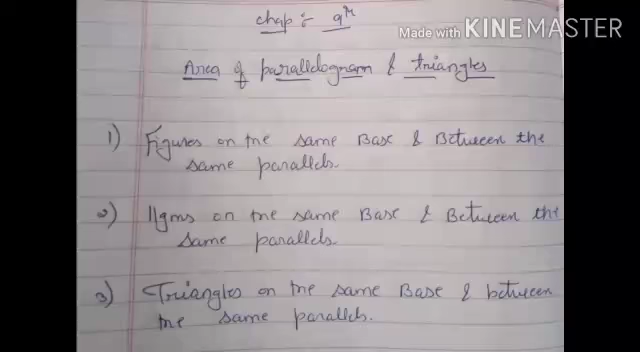 chap :- 9th
Made with KINEMASTER
Area of parallelogram & triangles
1) Figures on the same Base & Between the
same parallels.
2) ||gms on the same Base & Between the
same parallels.
3) Triangles on the same Base & between
the same parallels.